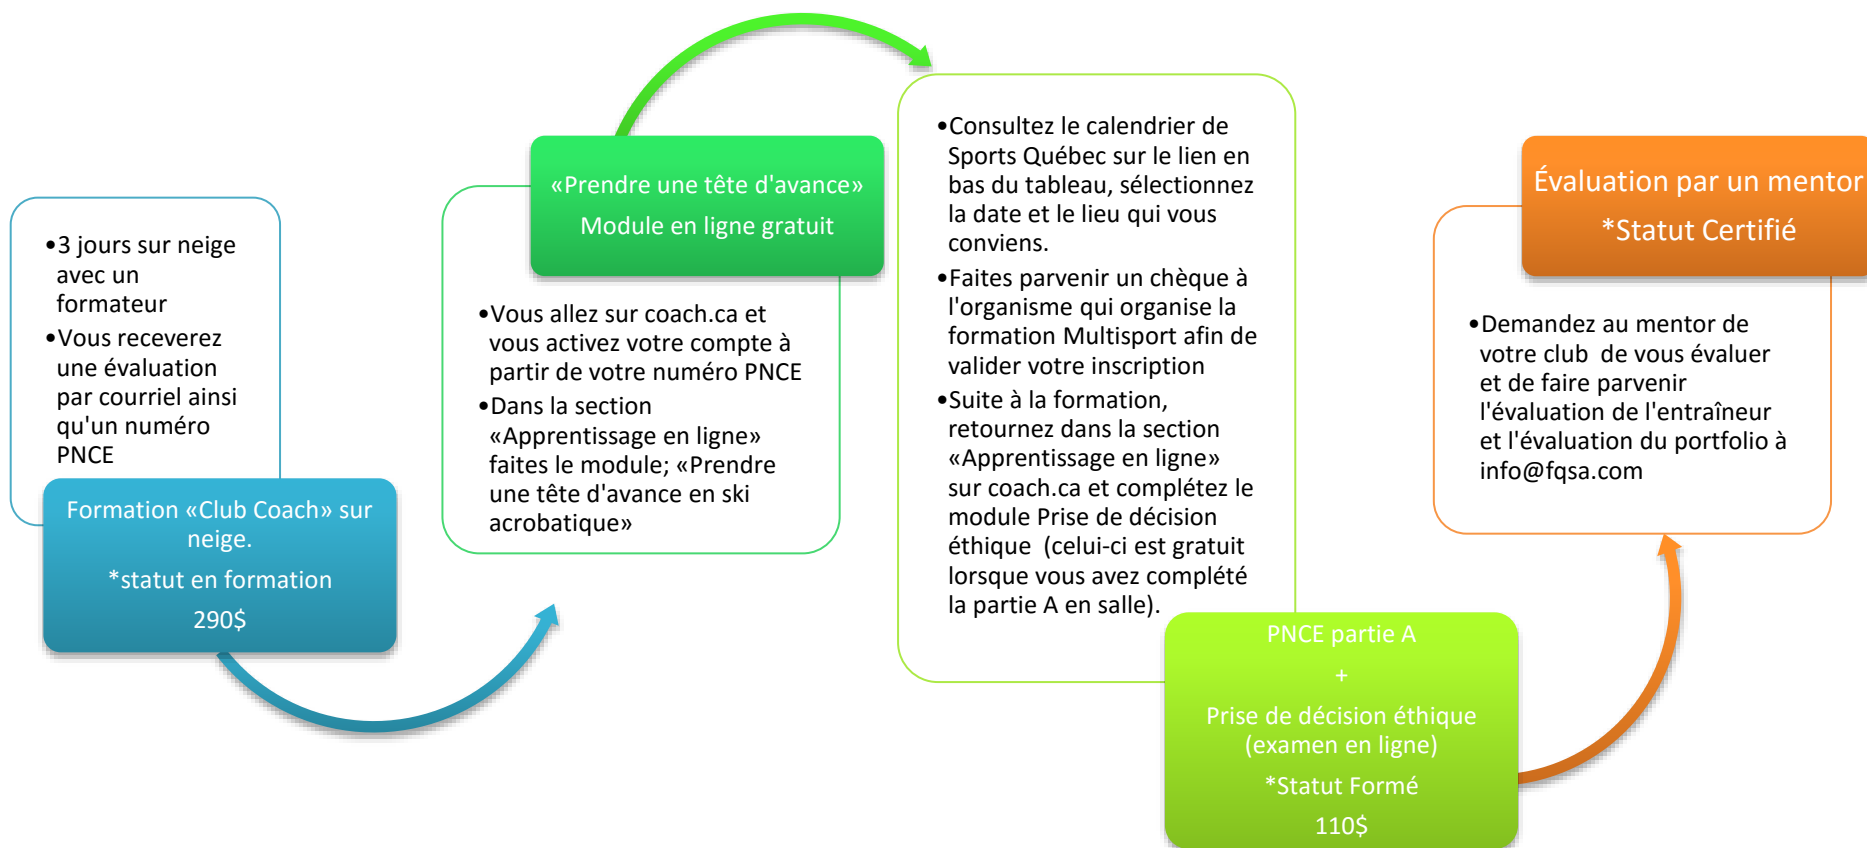 •3 jours sur neige
avec un
formateur
•Vous receverez
une évaluation
par courriel ainsi
qu'un numéro
PNCE
Formation «Club Coach» sur
neige.
*statut en formation
290$
«Prendre une tête d'avance»
Module en ligne gratuit
•Vous allez sur coach.ca et
vous activez votre compte à
partir de votre numéro PNCE
•Dans la section
«Apprentissage en ligne»
faites le module; «Prendre
une tête d'avance en ski
acrobatique»
•Consultez le calendrier de
Sports Québec sur le lien en
bas du tableau, sélectionnez
la date et le lieu qui vous
conviens.
•Faites parvenir un chèque à
l'organisme qui organise la
formation Multisport afin de
valider votre inscription
•Suite à la formation,
retournez dans la section
«Apprentissage en ligne»
sur coach.ca et complétez le
module Prise de décision
éthique (celui-ci est gratuit
lorsque vous avez complété
la partie A en salle).
PNCE partie A
+
Prise de décision éthique
(examen en ligne)
*Statut Formé
110$
Évaluation par un mentor
*Statut Certifié
•Demandez au mentor de
votre club de vous évaluer
et de faire parvenir
l'évaluation de l'entraîneur
et l'évaluation du portfolio à
info@fqsa.com